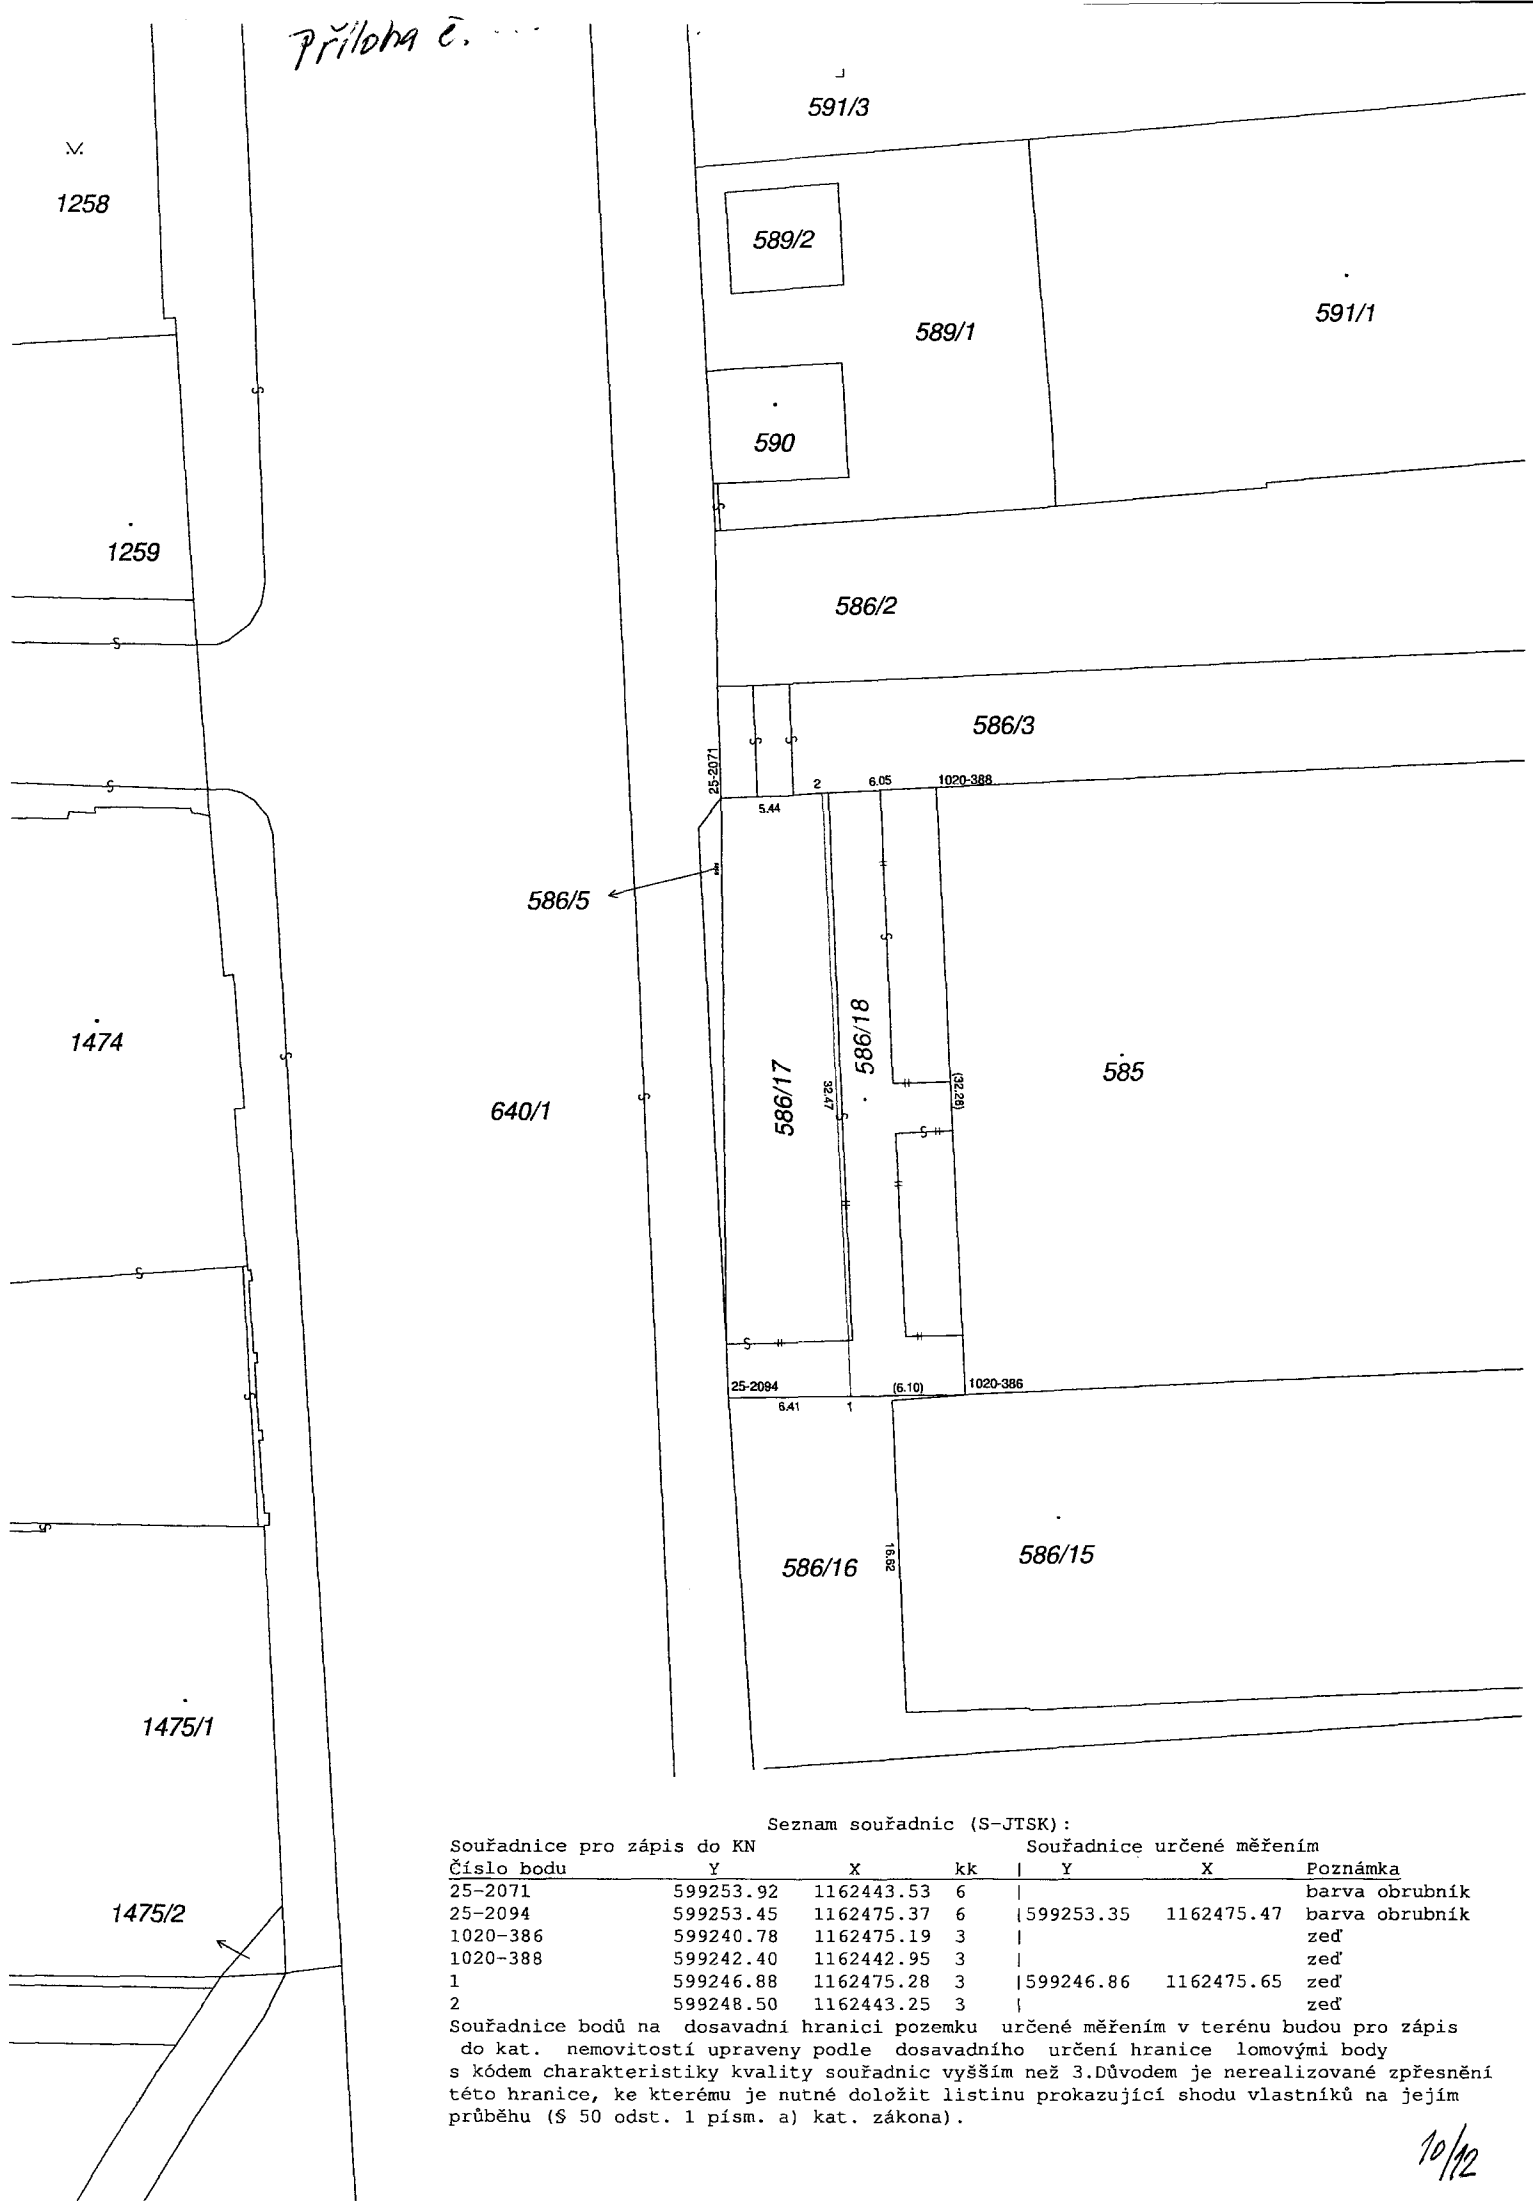 Příloha č. ...
591/3
1258
589/2
591/1
589/1
590
1259
586/2
586/3
25-2071
2
6.05
1020-388
5.44
586/5
586/18
1474
586/17
32.47
(32.28)
585
640/1
25-2094
(6.10)
1020-386
6.41
1
586/16
16.62
586/15
1475/1
1475/2
Seznam souřadnic (S-JTSK):
Souřadnice pro zápis do KN Souřadnice určené měřením
Číslo bodu Y X kk | Y X Poznámka
25-2071 599253.92 1162443.53 6 | barva obrubník
25-2094 599253.45 1162475.37 6 |599253.35 1162475.47 barva obrubník
1020-386 599240.78 1162475.19 3 | zeď
1020-388 599242.40 1162442.95 3 | zeď
1 599246.88 1162475.28 3 |599246.86 1162475.65 zeď
2 599248.50 1162443.25 3 | zeď
Souřadnice bodů na dosavadní hranici pozemku určené měřením v terénu budou pro zápis
do kat. nemovitostí upraveny podle dosavadního určení hranice lomovými body
s kódem charakteristiky kvality souřadnic vyšším než 3.Důvodem je nerealizované zpřesnění
této hranice, ke kterému je nutné doložit listinu prokazující shodu vlastníků na jejím
průběhu (§ 50 odst. 1 písm. a) kat. zákona).
10/12